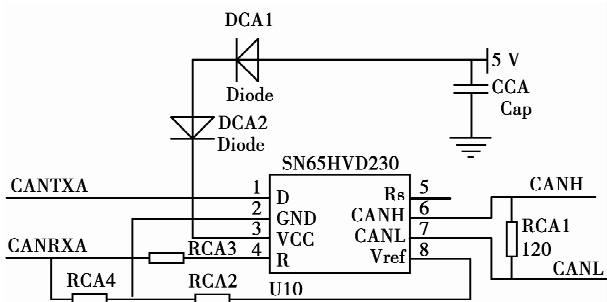 DCA1
5 V
Diode
CCA
Cap
DCA2
Diode
SN65HVD230
CANTXA
1 D
Rs 5
CANH
2 GND
CANH 6
3 VCC
CANL 7
RCA1
120
CANRXA
RCA3
4 R
Vref 8
CANL
RCA4
RCA2
U10